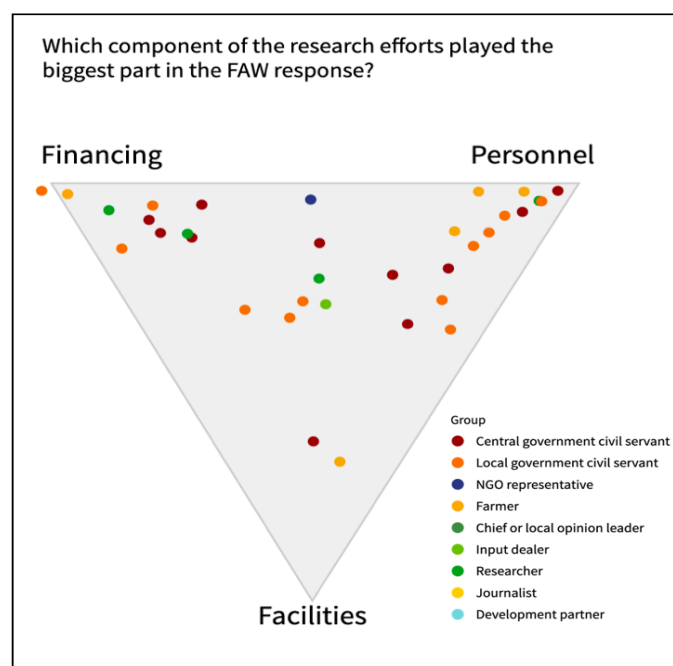 Which component of the research efforts played the
biggest part in the FAW response?
Financing
Personnel
Facilities
Group
Central government civil servant
Local government civil servant
NGO representative
Farmer
Chief or local opinion leader
Input dealer
Researcher
Journalist
Development partner